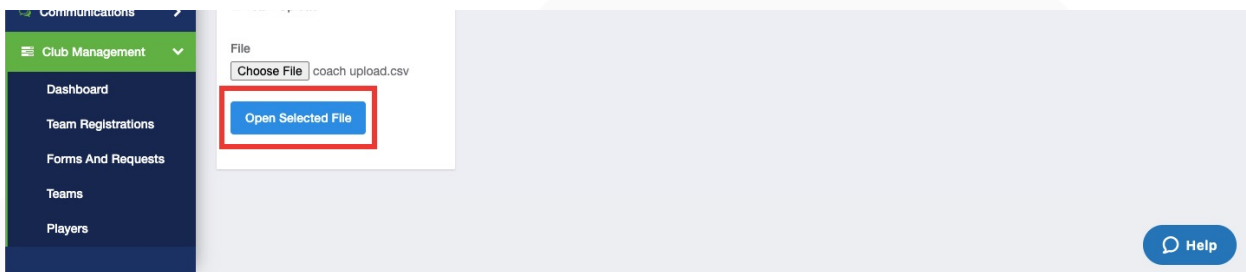 Communications
Club Management
Dashboard
Team Registrations
Forms And Requests
Teams
Players
File
Choose File coach upload.csv
Open Selected File
Help